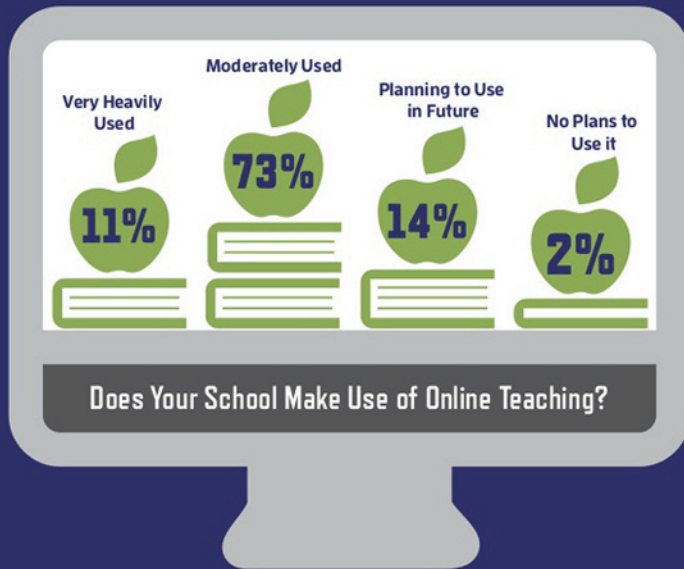 Very Heavily
Used
11%
Moderately Used
73%
Planning to Use
in Future
14%
No Plans to
Use it
2%
Does Your School Make Use of Online Teaching?